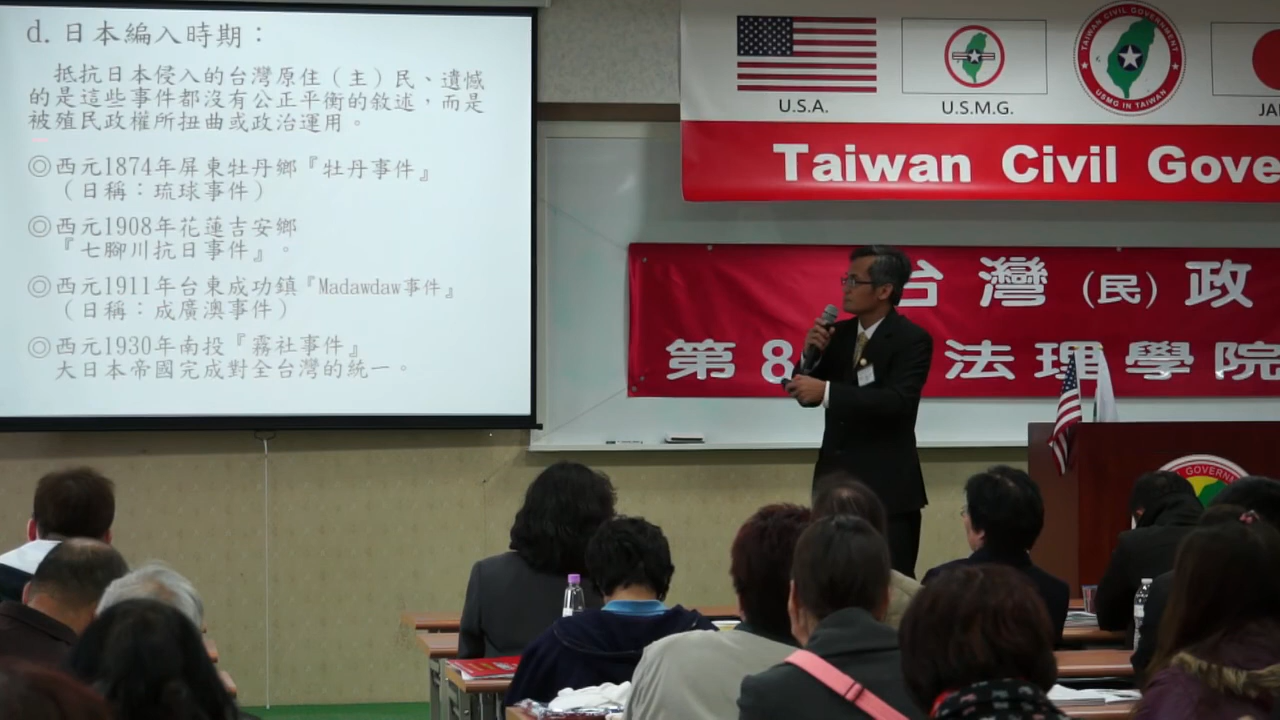 d. 日本編入時期：
抵抗日本侵入的台灣原住（主）民、遺憾
的是這些事件都沒有公正平衡的敘述，而是
被殖民政權所扭曲或政治運用。
◎西元1874年屏東牡丹鄉『牡丹事件』
（日稱：琉球事件）
◎西元1908年花蓮吉安鄉
『七腳川抗日事件』。
◎西元1911年台東成功鎮『Madawdaw事件』
（日稱：成廣澳事件）
◎西元1930年南投『霧社事件』
大日本帝國完成對全台灣的統一。
U.S.A.
U.S.M.G.
TAIWAN CIVIL GOVERNMENT
USMG IN TAIWAN
JA
Taiwan Civil Gove
台灣(民)政
第8 法理學院
GOVERN